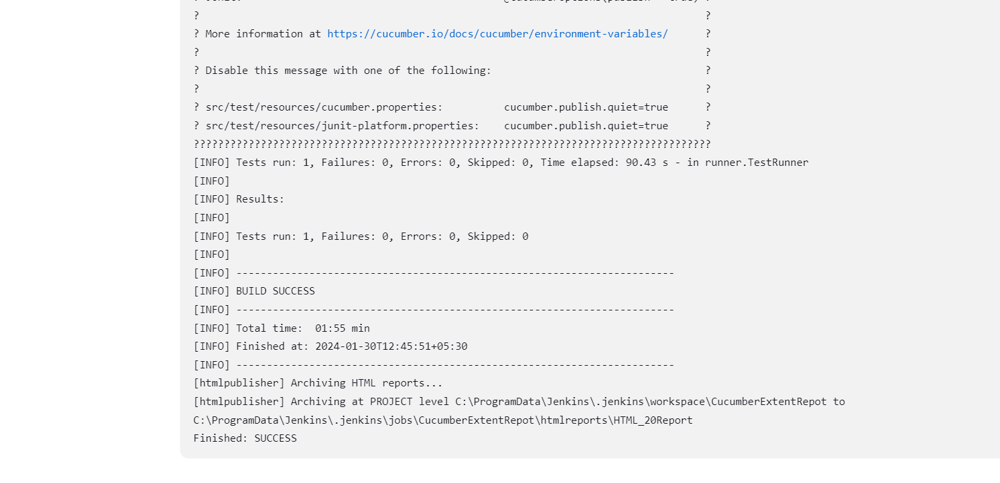 ?                                                                                   ?
? More information at https://cucumber.io/docs/cucumber/environment-variables/      ?
?                                                                                   ?
? Disable this message with one of the following:                                   ?
?                                                                                   ?
? src/test/resources/cucumber.properties:          cucumber.publish.quiet=true      ?
? src/test/resources/junit-platform.properties:    cucumber.publish.quiet=true      ?
?????????????????????????????????????????????????????????????????????????????????????
[INFO] Tests run: 1, Failures: 0, Errors: 0, Skipped: 0, Time elapsed: 90.43 s - in runner.TestRunner
[INFO]
[INFO] Results:
[INFO]
[INFO] Tests run: 1, Failures: 0, Errors: 0, Skipped: 0
[INFO]
[INFO] ------------------------------------------------------------------------
[INFO] BUILD SUCCESS
[INFO] ------------------------------------------------------------------------
[INFO] Total time:  01:55 min
[INFO] Finished at: 2024-01-30T12:45:51+05:30
[INFO] ------------------------------------------------------------------------
[htmlpublisher] Archiving HTML reports...
[htmlpublisher] Archiving at PROJECT level C:\ProgramData\Jenkins\.jenkins\workspace\CucumberExtentRepot to
C:\ProgramData\Jenkins\.jenkins\jobs\CucumberExtentRepot\htmlreports\HTML_20Report
Finished: SUCCESS